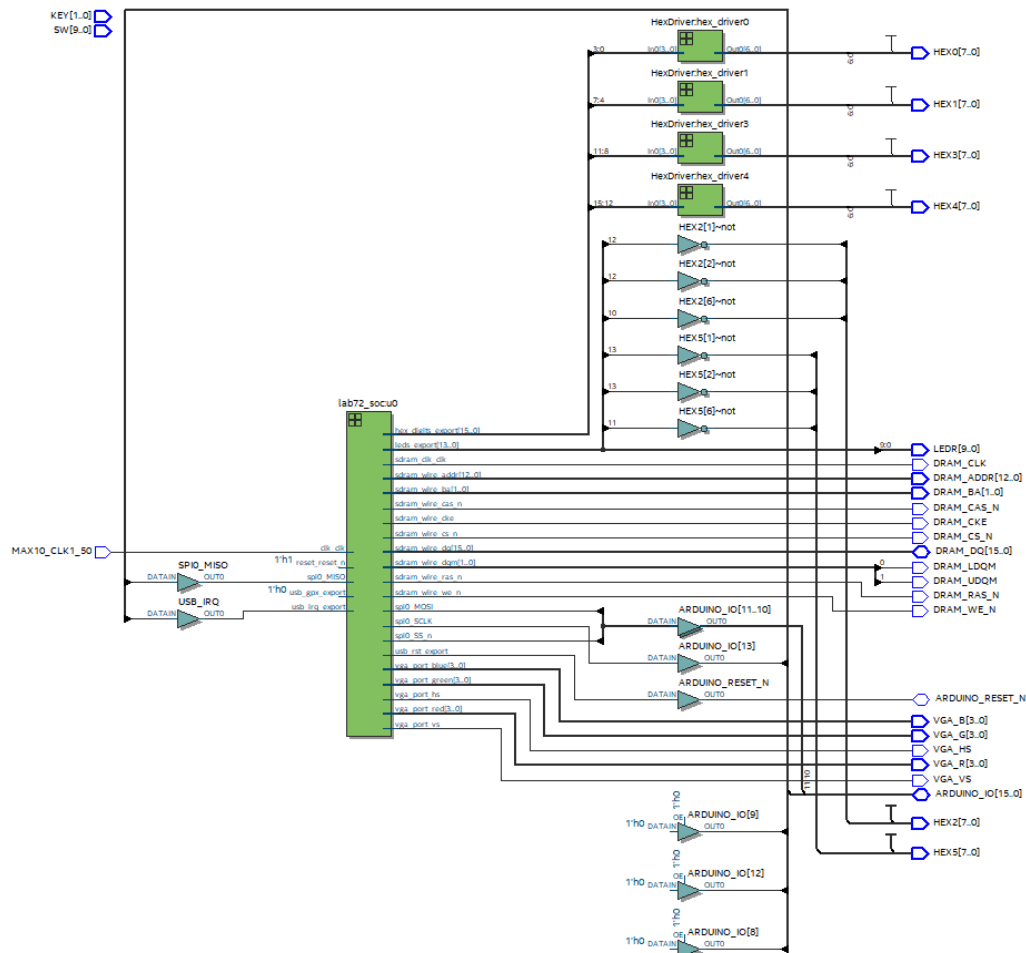 KEY[1..0]
SW[9..0]
HexDriver:hex_driver0
3:0
In0[3..0]
Out0[6..0]
6:0
HEX0[7..0]
HexDriver:hex_driver1
7:4
In0[3..0]
Out0[6..0]
6:0
HEX1[7..0]
HexDriver:hex_driver3
11:8
In0[3..0]
Out0[6..0]
6:0
HEX3[7..0]
HexDriver:hex_driver4
15:12
In0[3..0]
Out0[6..0]
6:0
HEX4[7..0]
HEX2[1]~not
12
HEX2[2]~not
12
HEX2[6]~not
10
HEX5[1]~not
13
HEX5[2]~not
13
HEX5[6]~not
11
lab72_soc:u0
hex_digits_export[15..0]
leds_export[13..0]
9:0
LEDR[9..0]
sdram_clk_clk
DRAM_CLK
sdram_wire_addr[12..0]
DRAM_ADDR[12..0]
sdram_wire_ba[1..0]
DRAM_BA[1..0]
sdram_wire_cas_n
DRAM_CAS_N
sdram_wire_cke
DRAM_CKE
sdram_wire_cs_n
DRAM_CS_N
MAX10_CLK1_50
clk_clk
sdram_wire_dq[15..0]
DRAM_DQ[15..0]
1'h1
reset_reset_n
sdram_wire_dqm[1..0]
0
DRAM_LDQM
SPI0_MISO
DATAIN
OUT0
spi0_MISO
sdram_wire_ras_n
1
DRAM_UDQM
1'h0
usb_gpx_export
sdram_wire_we_n
DRAM_RAS_N
USB_IRQ
DATAIN
OUT0
usb_irq_export
spi0_MOSI
DRAM_WE_N
ARDUINO_IO[11..10]
spi0_SCLK
DATAIN
OUT0
spi0_SS_n
ARDUINO_IO[13]
usb_rst_export
DATAIN
OUT0
vga_port_blue[3..0]
vga_port_green[3..0]
ARDUINO_RESET_N
vga_port_hs
DATAIN
OUT0
ARDUINO_RESET_N
vga_port_red[3..0]
vga_port_vs
VGA_B[3..0]
VGA_G[3..0]
VGA_HS
VGA_R[3..0]
VGA_VS
11:10
ARDUINO_IO[15..0]
1'h0
OE
ARDUINO_IO[9]
1'h0
DATAIN
OUT0
HEX2[7..0]
HEX5[7..0]
1'h0
OE
ARDUINO_IO[12]
1'h0
DATAIN
OUT0
1'h0
OE
ARDUINO_IO[8]
1'h0
DATAIN
OUT0